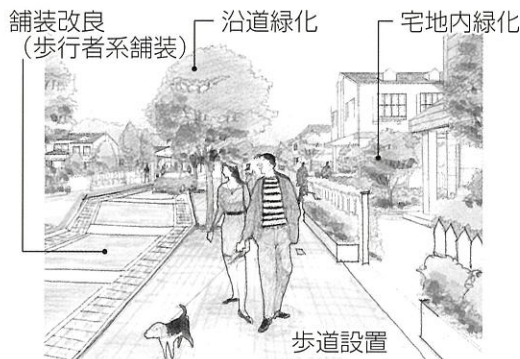 舗装改良
（歩行者系舗装）
沿道緑化
宅地内緑化
歩道設置